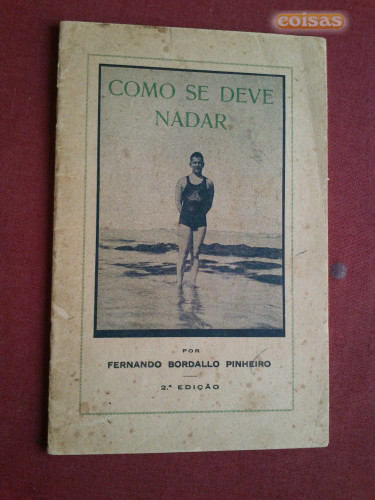 coisas
COMO SE DEVE
NADAR
POR
FERNANDO BORDALLO PINHEIRO
2.ª EDIÇÃO